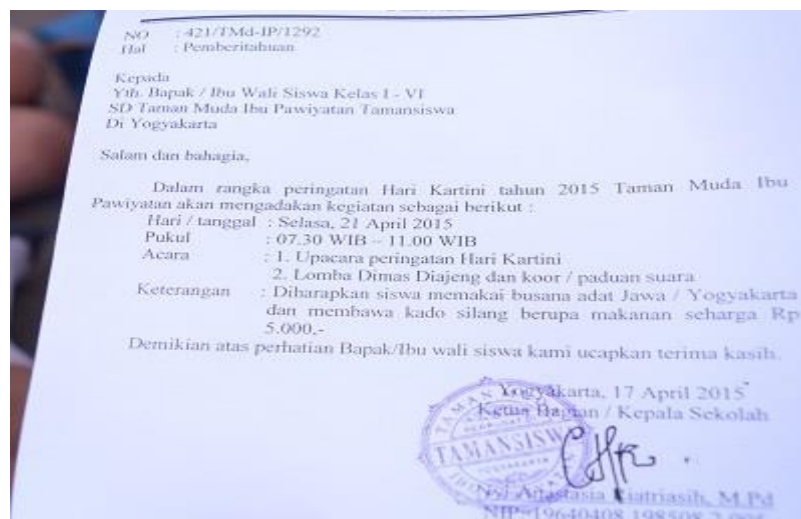 NO : 421/TMd-IP/1292
Hal : Pemberitahuan
Kepada
Yth. Bapak / Ibu Wali Siswa Kelas I - VI
SD Taman Muda Ibu Pawiyatan Tamansiswa
Di Yogyakarta
Salam dan bahagia,
Dalam rangka peringatan Hari Kartini tahun 2015 Taman Muda Ibu
Pawiyatan akan mengadakan kegiatan sebagai berikut :
Hari / tanggal : Selasa, 21 April 2015
Pukul : 07.30 WIB – 11.00 WIB
Acara : 1. Upacara peringatan Hari Kartini
2. Lomba Dimas Diajeng dan koor / paduan suara
Keterangan : Diharapkan siswa memakai busana adat Jawa / Yogyakarta
dan membawa kado silang berupa makanan seharga Rp
5.000,-
Demikian atas perhatian Bapak/Ibu wali siswa kami ucapkan terima kasih.
Yogyakarta, 17 April 2015
Ketua Bagian / Kepala Sekolah
TAMANSISWA
Nyi Anastasia Riatriasih, M.Pd